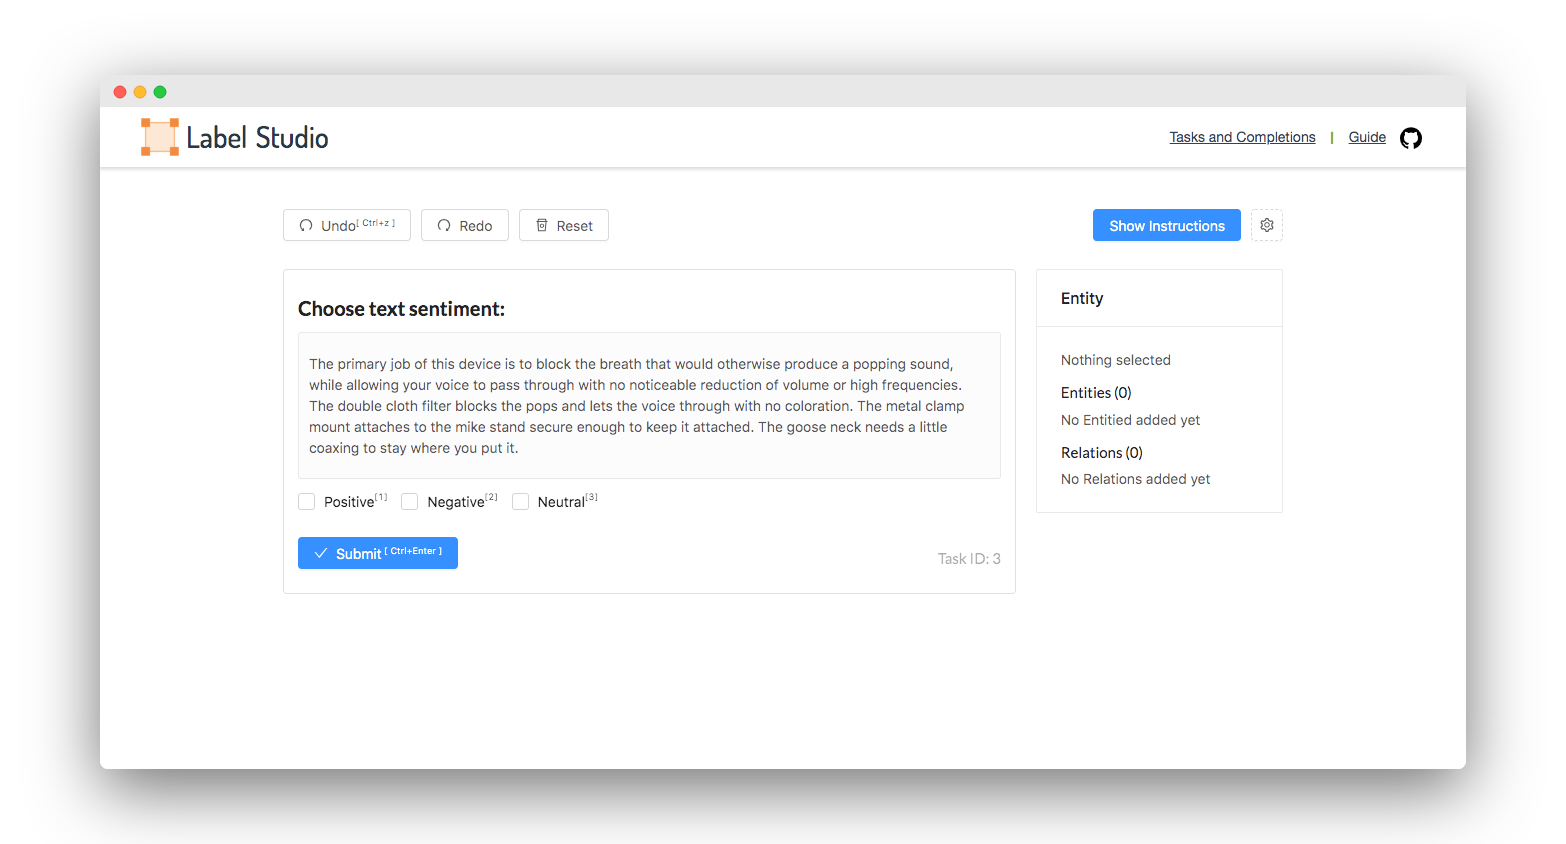 Label Studio
Tasks and Completions | Guide
Undo[ Ctrl+z ] Redo Reset
Show Instructions
Choose text sentiment:
The primary job of this device is to block the breath that would otherwise produce a popping sound,
while allowing your voice to pass through with no noticeable reduction of volume or high frequencies.
The double cloth filter blocks the pops and lets the voice through with no coloration. The metal clamp
mount attaches to the mike stand secure enough to keep it attached. The goose neck needs a little
coaxing to stay where you put it.
Positive[1] Negative[2] Neutral[3]
Submit[ Ctrl+Enter ]
Task ID: 3
Entity
Nothing selected
Entities (0)
No Entitied added yet
Relations (0)
No Relations added yet